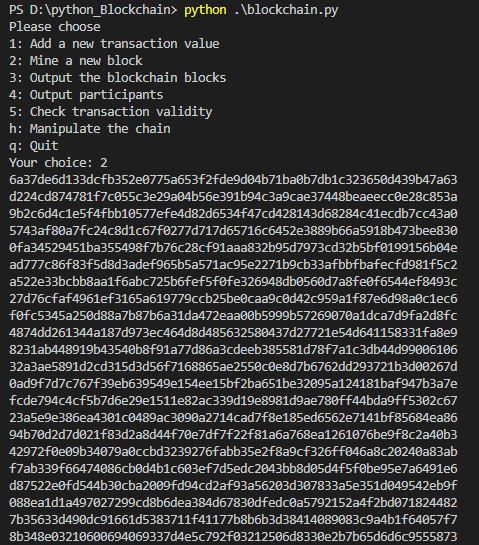 PS D:\python_Blockchain> python .\blockchain.py
Please choose
1: Add a new transaction value
2: Mine a new block
3: Output the blockchain blocks
4: Output participants
5: Check transaction validity
h: Manipulate the chain
q: Quit
Your choice: 2
6a37de6d133dcfb352e0775a653f2fde9d04b71ba0b7db1c323650d439b47a63
d224cd874781f7c055c3e29a04b56e391b94c3a9cae37448beaeecc0e28c853a
9b2c6d4c1e5f4fbb10577efe4d82d6534f47cd428143d68284c41ecdb7cc43a0
5743af80a7fc24c8d1c67f0277d717d65716c6452e3889b66a5918b473bee830
0fa34529451ba355498f7b76c28cf91aaa832b95d7973cd32b5bf0199156b04e
ad777c86f83f5d8d3adef965b5a571ac95e2271b9cb33afbbfbafecfd981f5c2
a522e33bcbb8aa1f6abc725b6fef5f0fe326948db0560d7a8fe0f6544ef8493c
27d76cfaf4961ef3165a619779ccb25be0caa9c0d42c959a1f87e6d98a0c1ec6
f0fc5345a250d88a7b87b6a31da472eaa00b5999b57269070a1dca7d9fa2d8fc
4874dd261344a187d973ec464d8d485632580437d27721e54d641158331fa8e9
8231ab448919b43540b8f91a77d86a3cdeeb385581d78f7a1c3db44d99006106
32a3ae5891d2cd315d3d56f7168865ae2550c0e8d7b6762dd293721b3d00267d
0ad9f7d7c767f39eb639549e154ee15bf2ba651be32095a124181baf947b3a7e
fcde794c4cf5b7d6e29e1511e82ac339d19e8981d9ae780ff44bda9ff5302c67
23a5e9e386ea4301c0489ac3090a2714cad7f8e185ed6562e7141bf85684ea86
94b70d2d7d021f83d2a8d44f70e7df7f22f81a6a768ea1261076be9f8c2a40b3
42972f0e09b34079a0ccbd3239276fabb35e2f8a9cf326ff046a8c20240a83ab
f7ab339f66474086cb0d4b1c603ef7d5edc2043bb8d05d4f5f0be95e7a6491e6
d87522e0fd544b30cba2009fd94cd2af93a56203d307833a5e351d049542eb9f
088ea1d1a497027299cd8b6dea384d67830dfedc0a5792152a4f2bd071824482
7b35633d490dc91661d5383711f41177b8b6b3d38414089083c9a4b1f64057f7
8b348e03210600694069337d4e5c792f03212506d8330e2b7b65d6d6c9555873